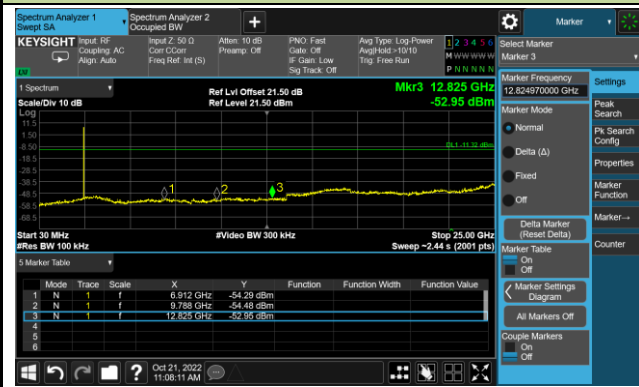 Spectrum Analyzer 1
Swept SA
Spectrum Analyzer 2
Occupied BW
Marker
KEYSIGHT
Input: RF
Coupling: AC
Align: Auto
Input Z: 50 Ω
Corr CCorr
Freq Ref: Int (S)
Atten: 10 dB
Preamp: Off
PNO: Fast
Gate: Off
IF Gain: Low
Sig Track: Off
Avg Type: Log-Power
Avg|Hold:>10/10
Trig: Free Run
1 2 3 4 5 6
M W W W W W
P N N N N N
Select Marker
Marker 3
1 Spectrum
Scale/Div 10 dB
Log
Ref Lvl Offset 21.50 dB
Ref Level 21.50 dBm
Mkr3 12.825 GHz
-52.95 dBm
11.5
1.50
-8.50
-18.5
-28.5
-38.5
-48.5
-58.5
-68.5
DL1 -11.32 dBm
1
2
3
Start 30 MHz
#Res BW 100 kHz
#Video BW 300 kHz
Stop 25.00 GHz
Sweep ~2.44 s (2001 pts)
5 Marker Table
Mode Trace Scale X Y Function Function Width Function Value
1 N 1 f 6.912 GHz -54.29 dBm
2 N 1 f 9.788 GHz -54.48 dBm
3 N 1 f 12.825 GHz -52.95 dBm
4
5
6
Marker Frequency
12.824970000 GHz
Marker Mode
Normal
Delta (Δ)
Fixed
Off
Delta Marker
(Reset Delta)
Marker Table
On
Off
Marker Settings
Diagram
All Markers Off
Couple Markers
On
Off
Settings
Peak
Search
Pk Search
Config
Properties
Marker
Function
Marker→
Counter
?
Oct 21, 2022
11:08:11 AM